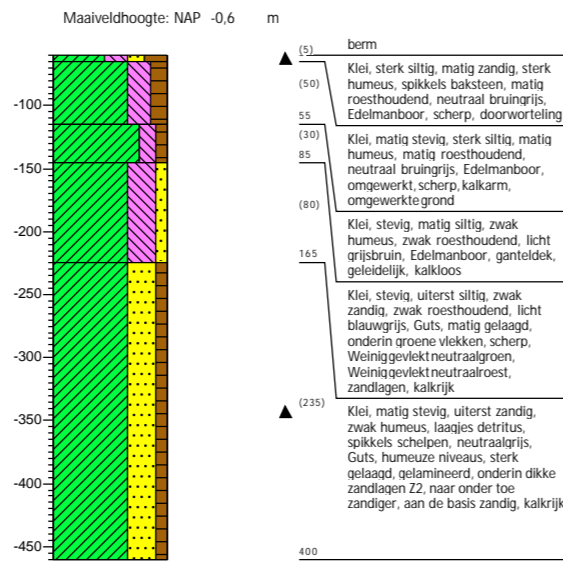 Maaiveldhoogte: NAP -0,6 m
-100
-150
-200
-250
-300
-350
-400
-450
(5)
berm
(50)
Klei, sterk siltig, matig zandig, sterk
humeus, spikkels baksteen, matig
roesthoudend, neutraal bruingrijs,
Edelmanboor, scherp, doorworteling
55
(30)
Klei, matig stevig, sterk siltig, matig
humeus, matig roesthoudend,
neutraal bruingrijs, Edelmanboor,
omgewerkt, scherp, kalkarm,
omgewerkte grond
85
(80)
Klei, stevig, matig siltig, zwak
humeus, zwak roesthoudend, licht
grijsbruin, Edelmanboor, ganteldek,
geleidelijk, kalkloos
165
Klei, stevig, uiterst siltig, zwak
zandig, zwak roesthoudend, licht
blauwgrijs, Guts, matig gelaagd,
onderin groene vlekken, scherp,
Weinig gevlekt neutraalgroen,
Weinig gevlekt neutraalroest,
zandlagen, kalkrijk
(235)
Klei, matig stevig, uiterst zandig,
zwak humeus, laagjes detritus,
spikkels schelpen, neutraalgrijs,
Guts, humeuze niveaus, sterk
gelaagd, gelamineerd, onderin dikke
zandlagen Z2, naar onder toe
zandiger, aan de basis zandig, kalkrijk
400